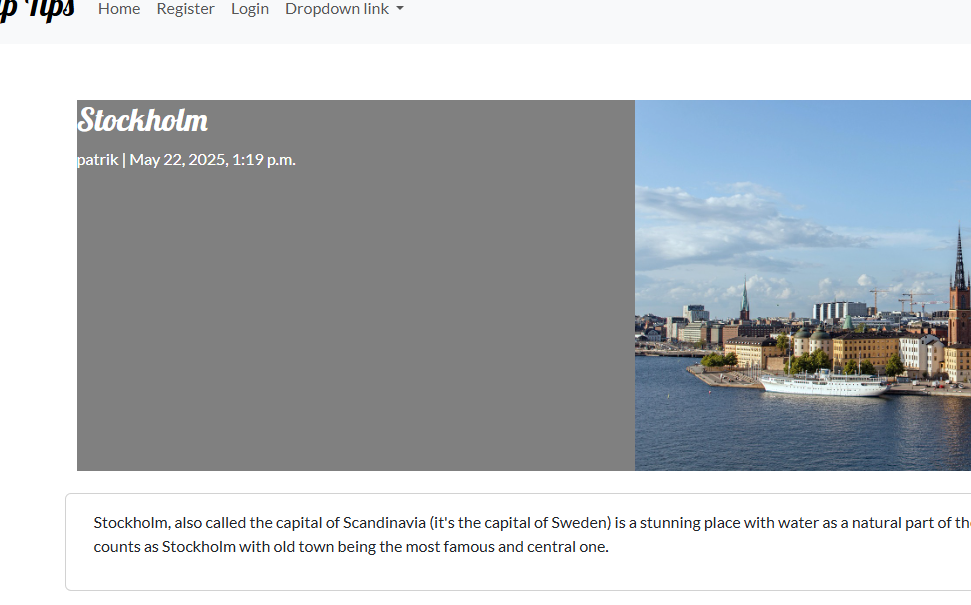 Tips
Home Register Login Dropdown link
Stockholm
patrik | May 22, 2025, 1:19 p.m.
Stockholm, also called the capital of Scandinavia (it's the capital of Sweden) is a stunning place with water as a natural part of
counts as Stockholm with old town being the most famous and central one.